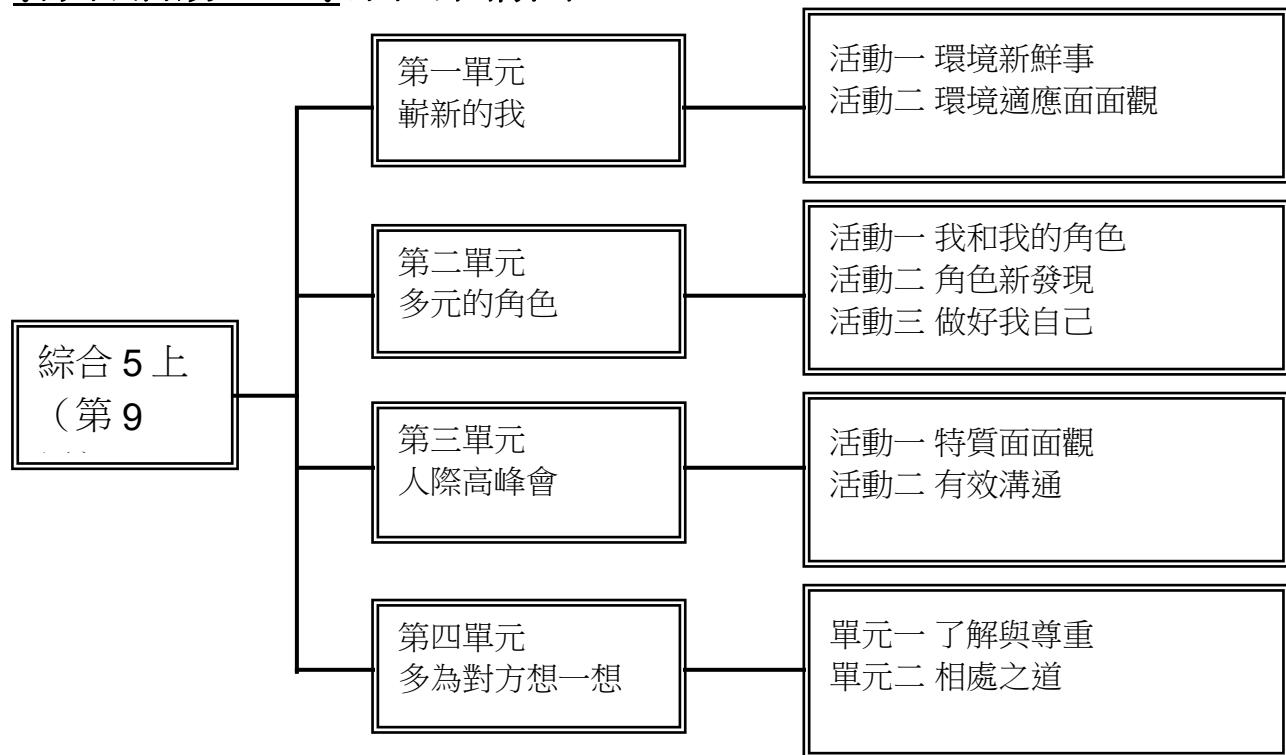 綜合 5 上
（第 9
第一單元
嶄新的我
活動一 環境新鮮事
活動二 環境適應面面觀
第二單元
多元的角色
活動一 我和我的角色
活動二 角色新發現
活動三 做好我自己
第三單元
人際高峰會
活動一 特質面面觀
活動二 有效溝通
第四單元
多為對方想一想
單元一 了解與尊重
單元二 相處之道